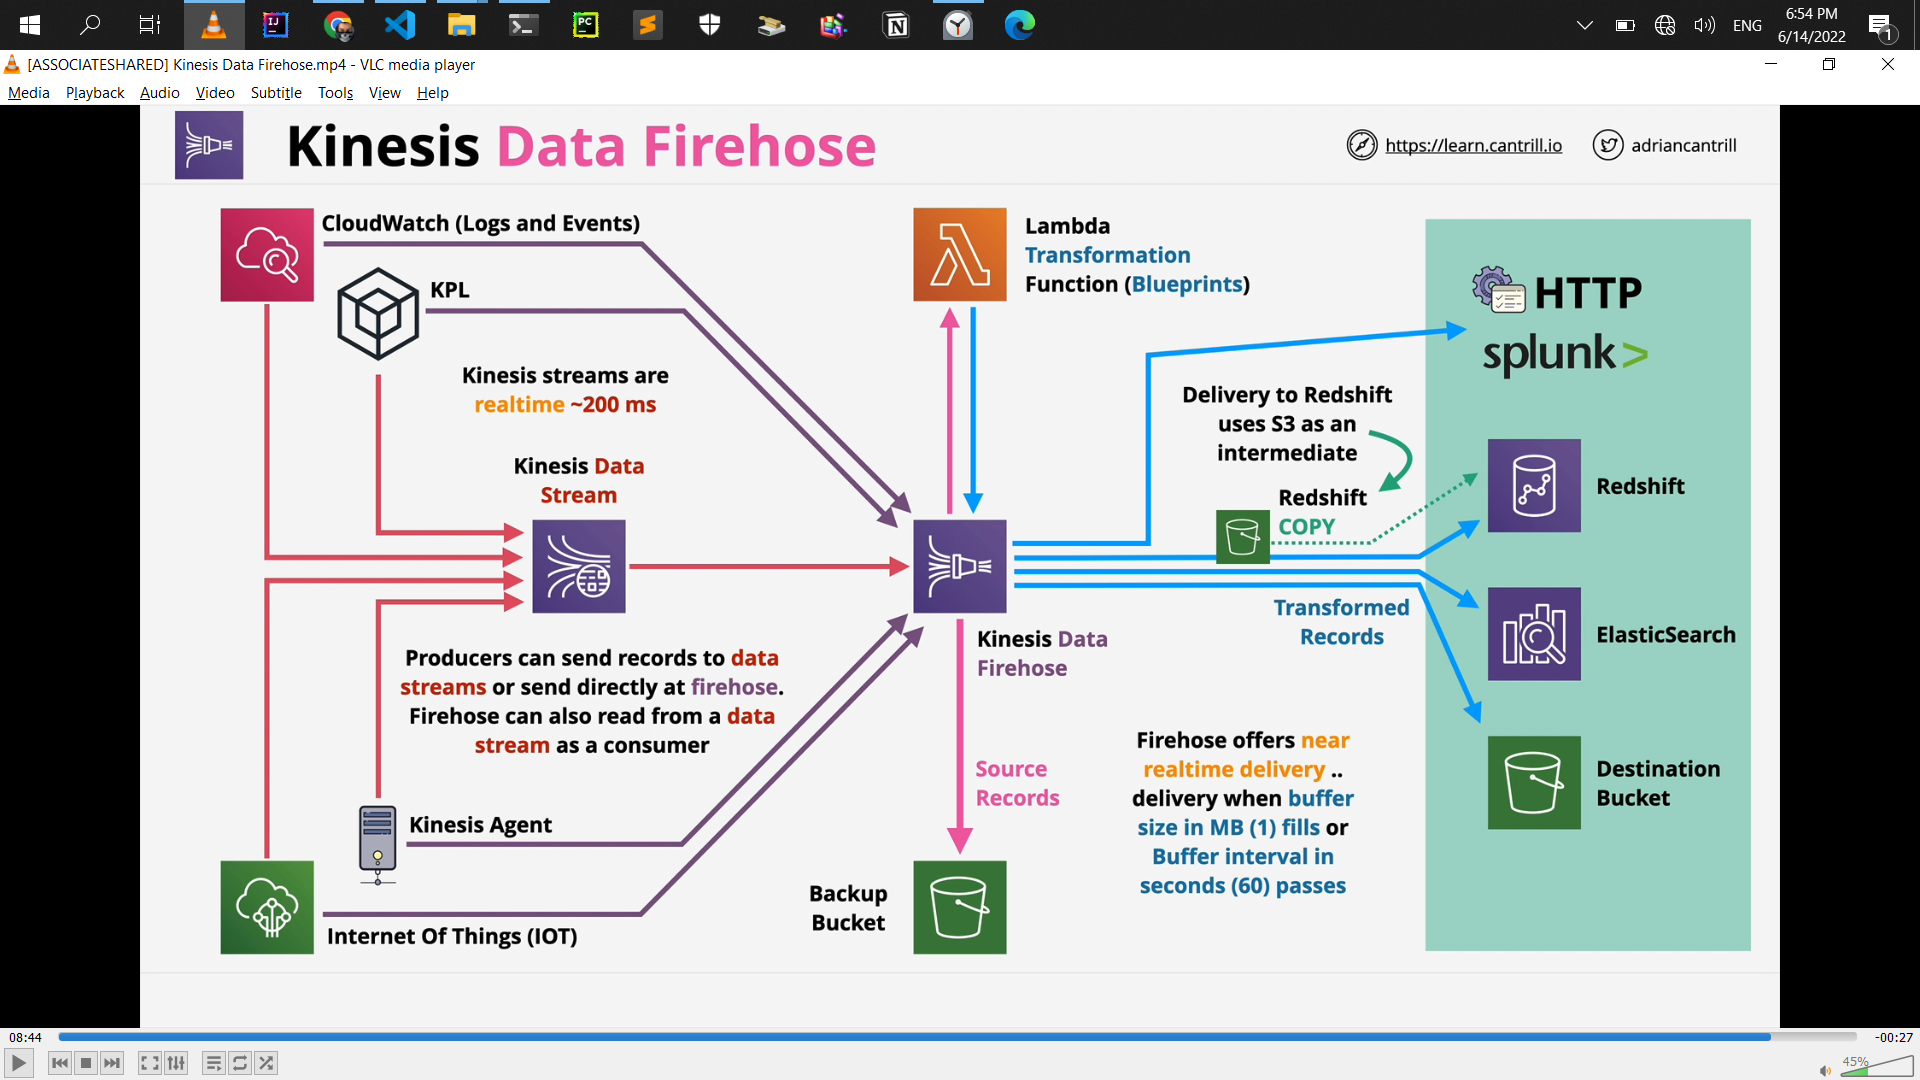 ENG
6:54 PM
6/14/2022
1
[ASSOCIATESHARED] Kinesis Data Firehose.mp4 - VLC media player
Media Playback Audio Video Subtitle Tools View Help
Kinesis Data Firehose
https://learn.cantrill.io
adriancantrill
CloudWatch (Logs and Events)
KPL
Kinesis streams are
realtime ~200 ms
Kinesis Data
Stream
Producers can send records to data
streams or send directly at firehose.
Firehose can also read from a data
stream as a consumer
Kinesis Agent
Internet Of Things (IOT)
Lambda
Transformation
Function (Blueprints)
Kinesis Data
Firehose
Source
Records
Backup
Bucket
Delivery to Redshift
uses S3 as an
intermediate
Redshift
COPY
Transformed
Records
Firehose offers near
realtime delivery ..
delivery when buffer
size in MB (1) fills or
Buffer interval in
seconds (60) passes
HTTP
splunk>
Redshift
ElasticSearch
Destination
Bucket
08:44
-00:27
45%
IJ
PC
N